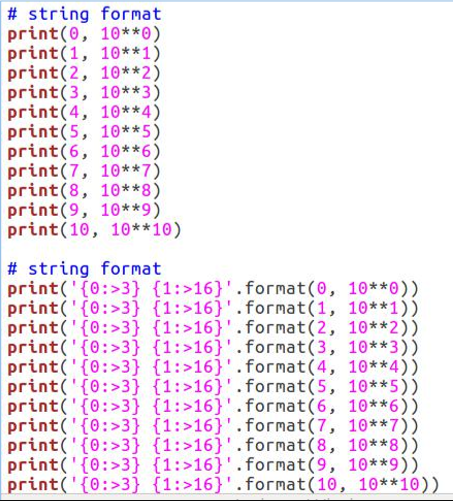 # string format
print(0, 10**0)
print(1, 10**1)
print(2, 10**2)
print(3, 10**3)
print(4, 10**4)
print(5, 10**5)
print(6, 10**6)
print(7, 10**7)
print(8, 10**8)
print(9, 10**9)
print(10, 10**10)

# string format
print('{0:>3} {1:>16}'.format(0, 10**0))
print('{0:>3} {1:>16}'.format(1, 10**1))
print('{0:>3} {1:>16}'.format(2, 10**2))
print('{0:>3} {1:>16}'.format(3, 10**3))
print('{0:>3} {1:>16}'.format(4, 10**4))
print('{0:>3} {1:>16}'.format(5, 10**5))
print('{0:>3} {1:>16}'.format(6, 10**6))
print('{0:>3} {1:>16}'.format(7, 10**7))
print('{0:>3} {1:>16}'.format(8, 10**8))
print('{0:>3} {1:>16}'.format(9, 10**9))
print('{0:>3} {1:>16}'.format(10, 10**10))